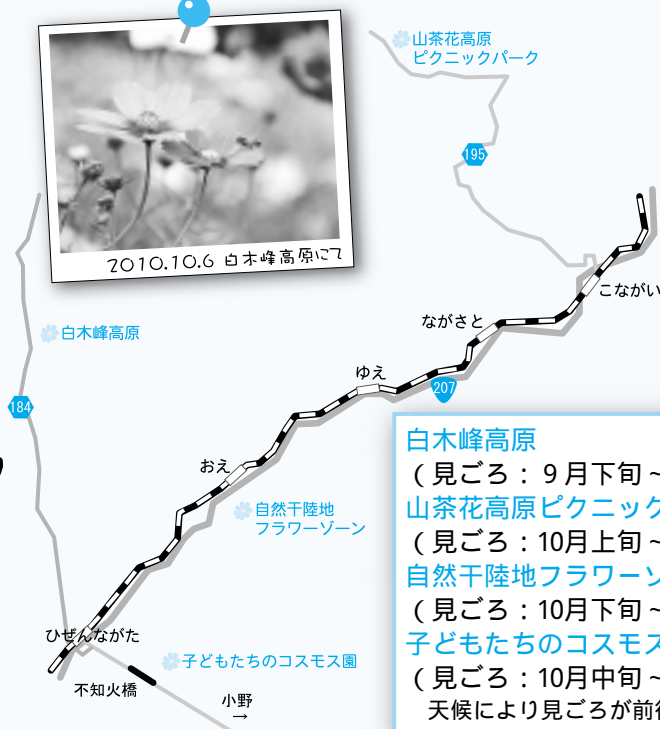 山茶花高原
ピクニックパーク
195
2010.10.6 白木峰高原にて
こながい
ながさと
白木峰高原
ゆえ
207
184
おえ
自然干陸地
フラワーゾーン
ひぜんながた
子どもたちのコスモス園
不知火橋
小野
→
白木峰高原
(見ごろ：9月下旬~
山茶花高原ピクニック
(見ごろ：10月上旬~
自然干陸地フラワーゾ
(見ごろ：10月下旬~
子どもたちのコスモス
(見ごろ：10月中旬~
天候により見ごろが前後